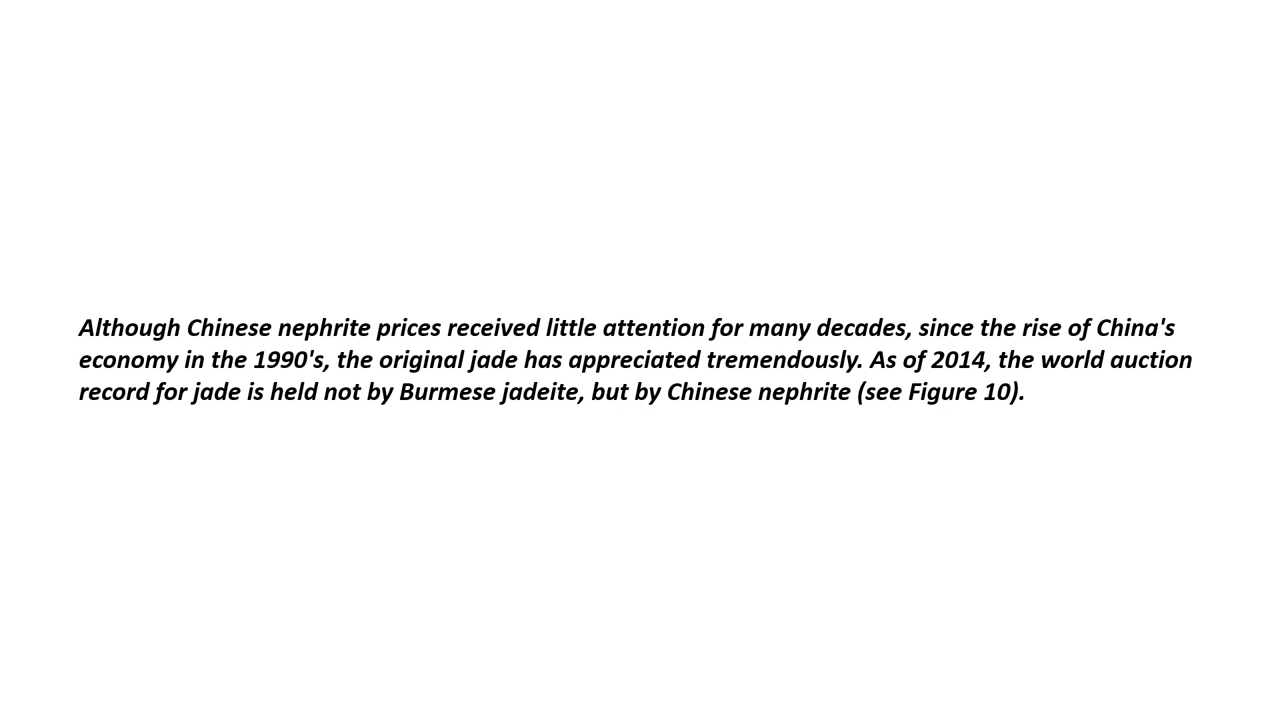 Although Chinese nephrite prices received little attention for many decades, since the rise of China's
economy in the 1990's, the original jade has appreciated tremendously. As of 2014, the world auction
record for jade is held not by Burmese jadeite, but by Chinese nephrite (see Figure 10).